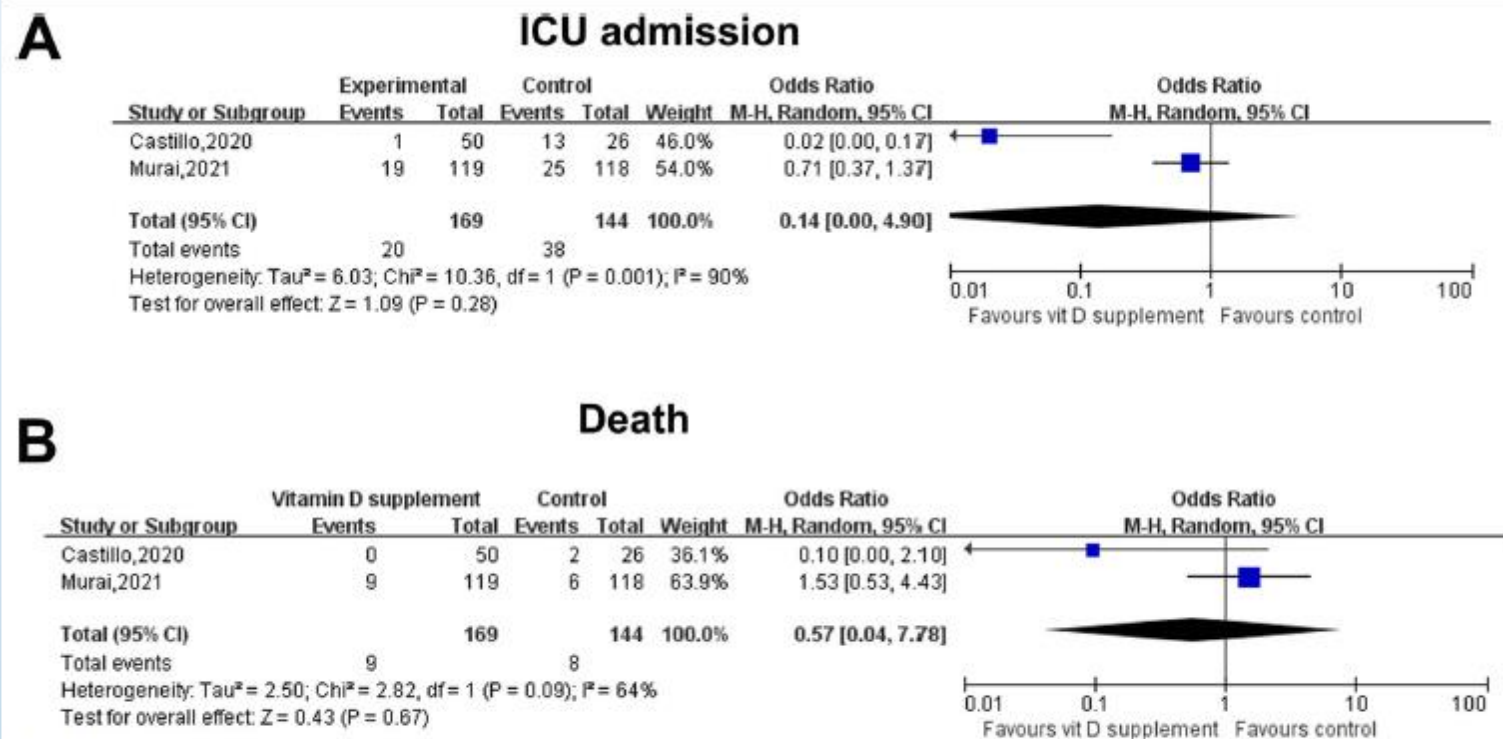 A
ICU admission
Experimental Control Odds Ratio Odds Ratio
Study or Subgroup Events Total Events Total Weight M-H, Random, 95% CI M-H, Random, 95% CI
Castillo,2020 1 50 13 26 46.0% 0.02 [0.00, 0.17]
Murai,2021 19 119 25 118 54.0% 0.71 [0.37, 1.37]
Total (95% CI) 169 144 100.0% 0.14 [0.00, 4.90]
Total events 20 38
Heterogeneity: Tau² = 6.03; Chi² = 10.36, df = 1 (P = 0.001); I² = 90%
Test for overall effect: Z = 1.09 (P = 0.28)
0.01 0.1 1 10 100
Favours vit D supplement Favours control
B
Death
Vitamin D supplement Control Odds Ratio Odds Ratio
Study or Subgroup Events Total Events Total Weight M-H, Random, 95% CI M-H, Random, 95% CI
Castillo,2020 0 50 2 26 36.1% 0.10 [0.00, 2.10]
Murai,2021 9 119 6 118 63.9% 1.53 [0.53, 4.43]
Total (95% CI) 169 144 100.0% 0.57 [0.04, 7.78]
Total events 9 8
Heterogeneity: Tau² = 2.50; Chi² = 2.82, df = 1 (P = 0.09); I² = 64%
Test for overall effect: Z = 0.43 (P = 0.67)
0.01 0.1 1 10 100
Favours vit D supplement Favours control